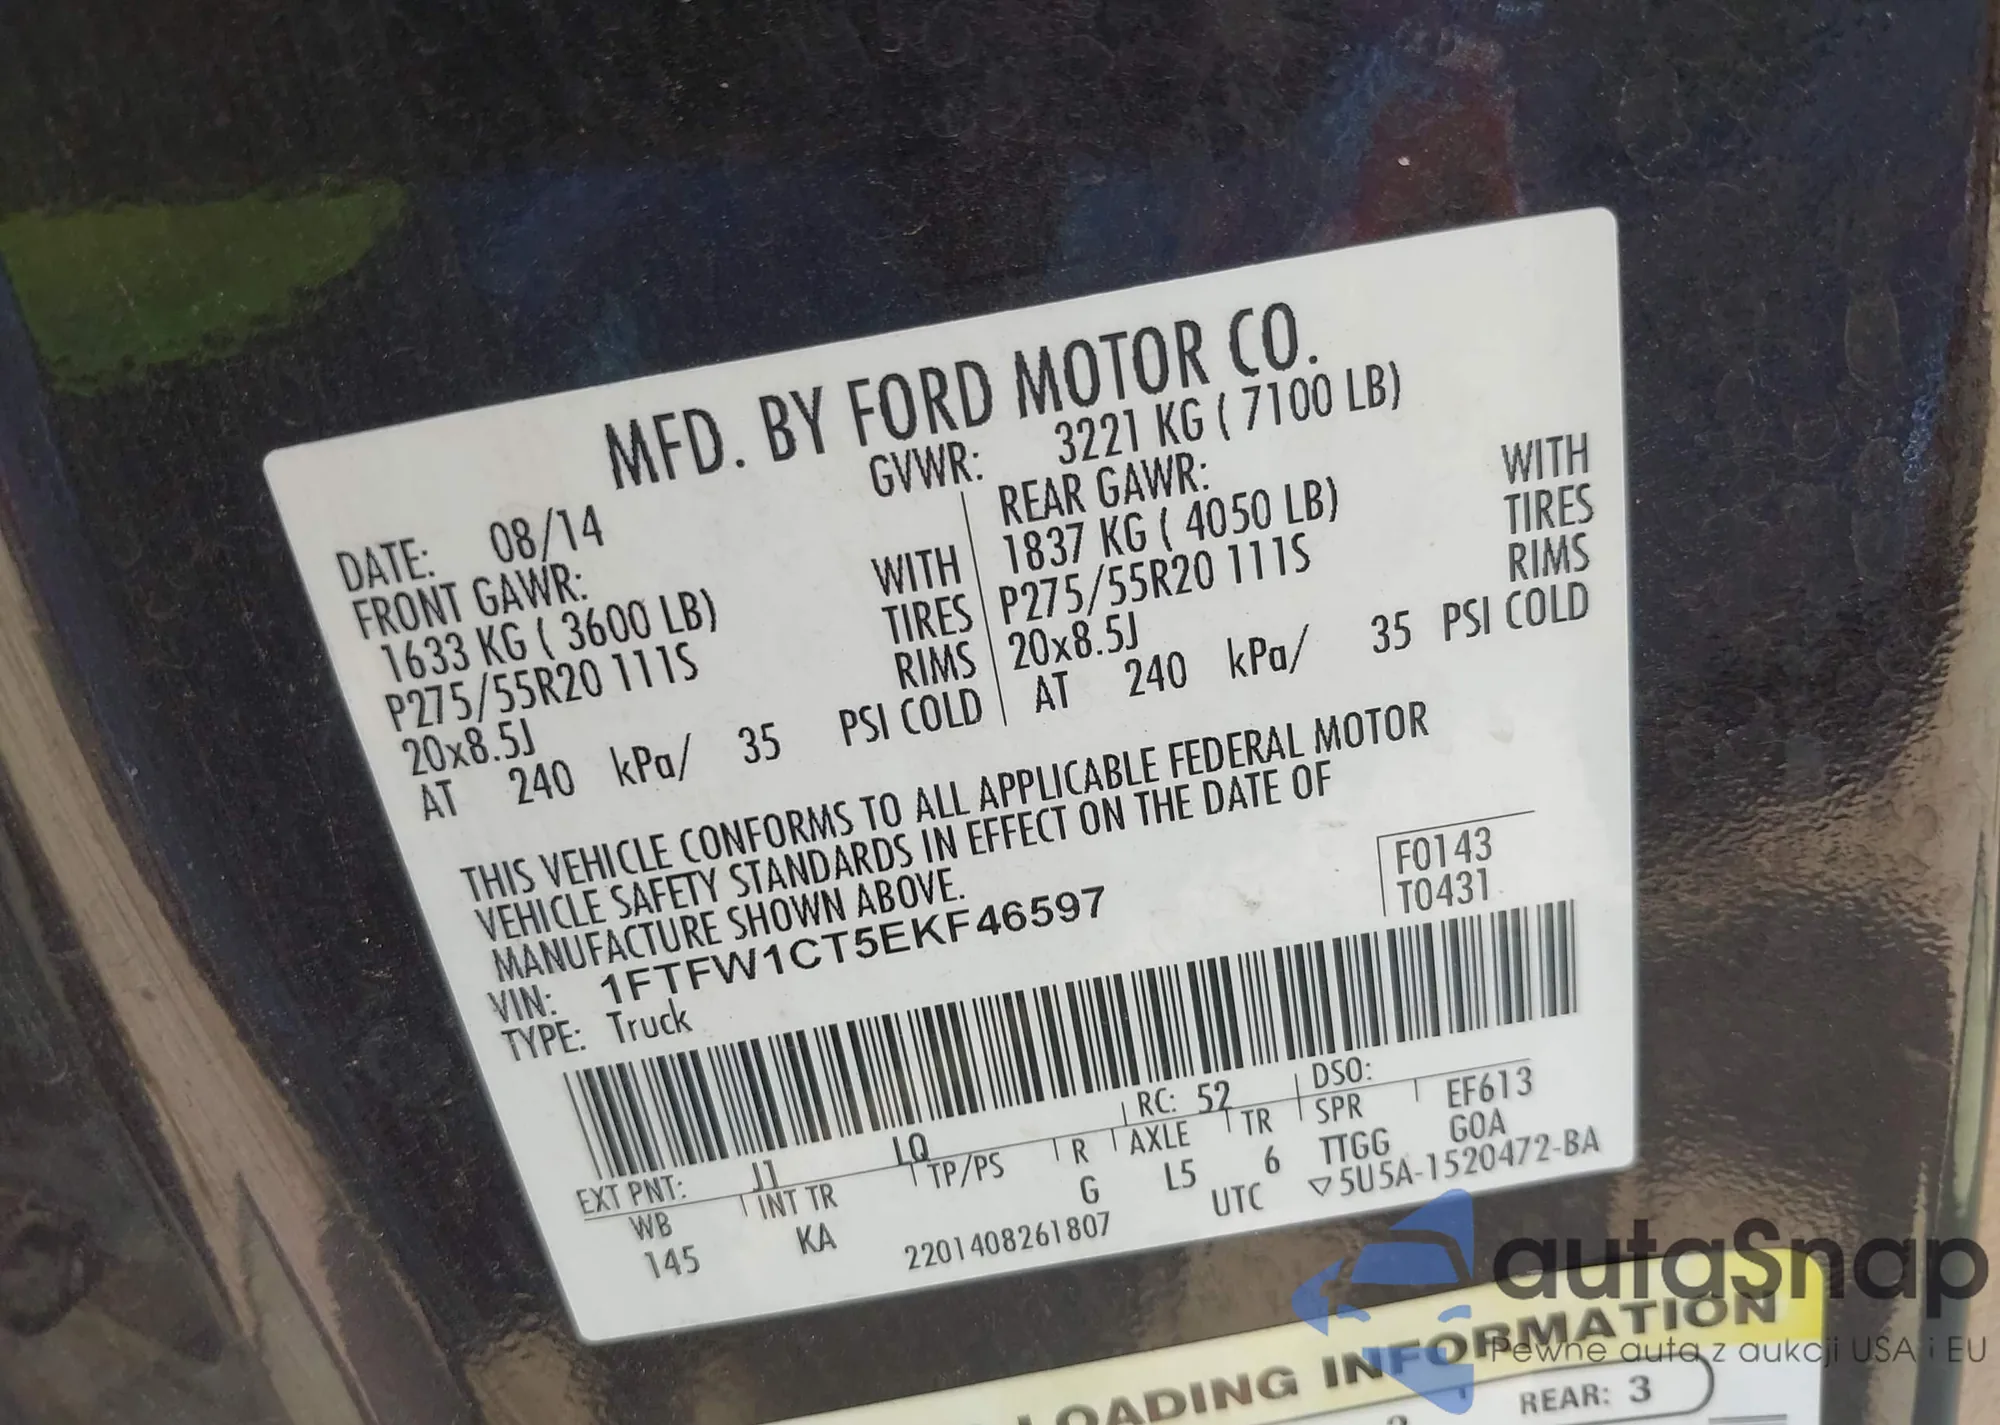 MFD. BY FORD MOTOR CO.
GVWR: 3221 KG ( 7100 LB)
DATE: 08/14
FRONT GAWR:
1633 KG ( 3600 LB) WITH
P275/55R20 111S TIRES
20x8.5J RIMS
AT 240 kPa/ 35 PSI COLD
REAR GAWR:
1837 KG ( 4050 LB) WITH
P275/55R20 111S TIRES
20x8.5J RIMS
AT 240 kPa/ 35 PSI COLD
THIS VEHICLE CONFORMS TO ALL APPLICABLE FEDERAL MOTOR
VEHICLE SAFETY STANDARDS IN EFFECT ON THE DATE OF
MANUFACTURE SHOWN ABOVE.
VIN: 1FTFW1CT5EKF46597
TYPE: Truck
F0143
T0431
EXT PNT: J1 LQ RC: 52 DSO:
WB INT TR TP/PS R AXLE TR SPR EF613
145 KA G L5 6 TTGG GOA
2201408261807 UTC ▽5U5A-1520472-BA
autaSnap
Pewne auta z aukcji USA i EU
LOADING INFORMATION
REAR: 3